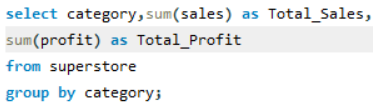 select category,sum(sales) as Total_Sales,
sum(profit) as Total_Profit
from superstore
group by category;